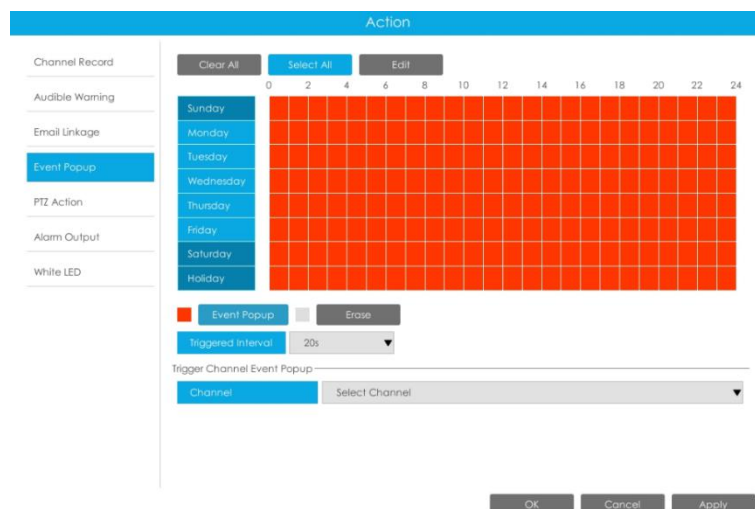 Action
Channel Record
Audible Warning
Email Linkage
Event Popup
PTZ Action
Alarm Output
White LED
Clear All Select All Edit
0 2 4 6 8 10 12 14 16 18 20 22 24
Sunday
Monday
Tuesday
Wednesday
Thursday
Friday
Saturday
Holiday
Event Popup Erase
Triggered Interval 20s
Trigger Channel Event Popup
Channel Select Channel
OK Cancel Apply